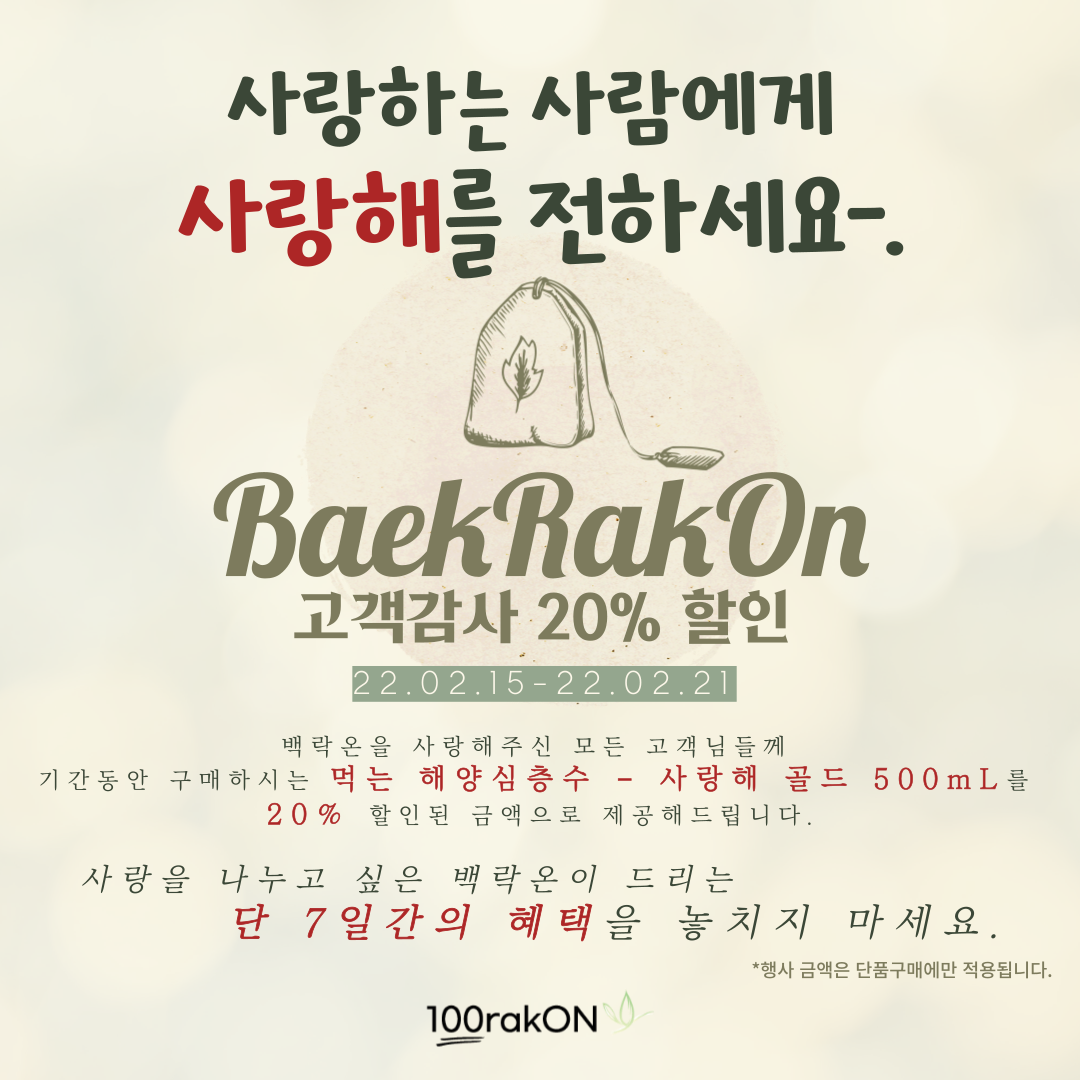 사랑하는 사람에게
사랑해를 전하세요-.
BaekRakOn
고객감사 20% 할인
22.02.15-22.02.21
백락온을 사랑해주신 모든 고객님들께
기간동안 구매하시는 먹는 해양심층수 - 사랑해 골드 500mL를
20% 할인된 금액으로 제공해드립니다.
사랑을 나누고 싶은 백락온이 드리는
단 7일간의 혜택을 놓치지 마세요.
*행사 금액은 단품구매에만 적용됩니다.
100rakON